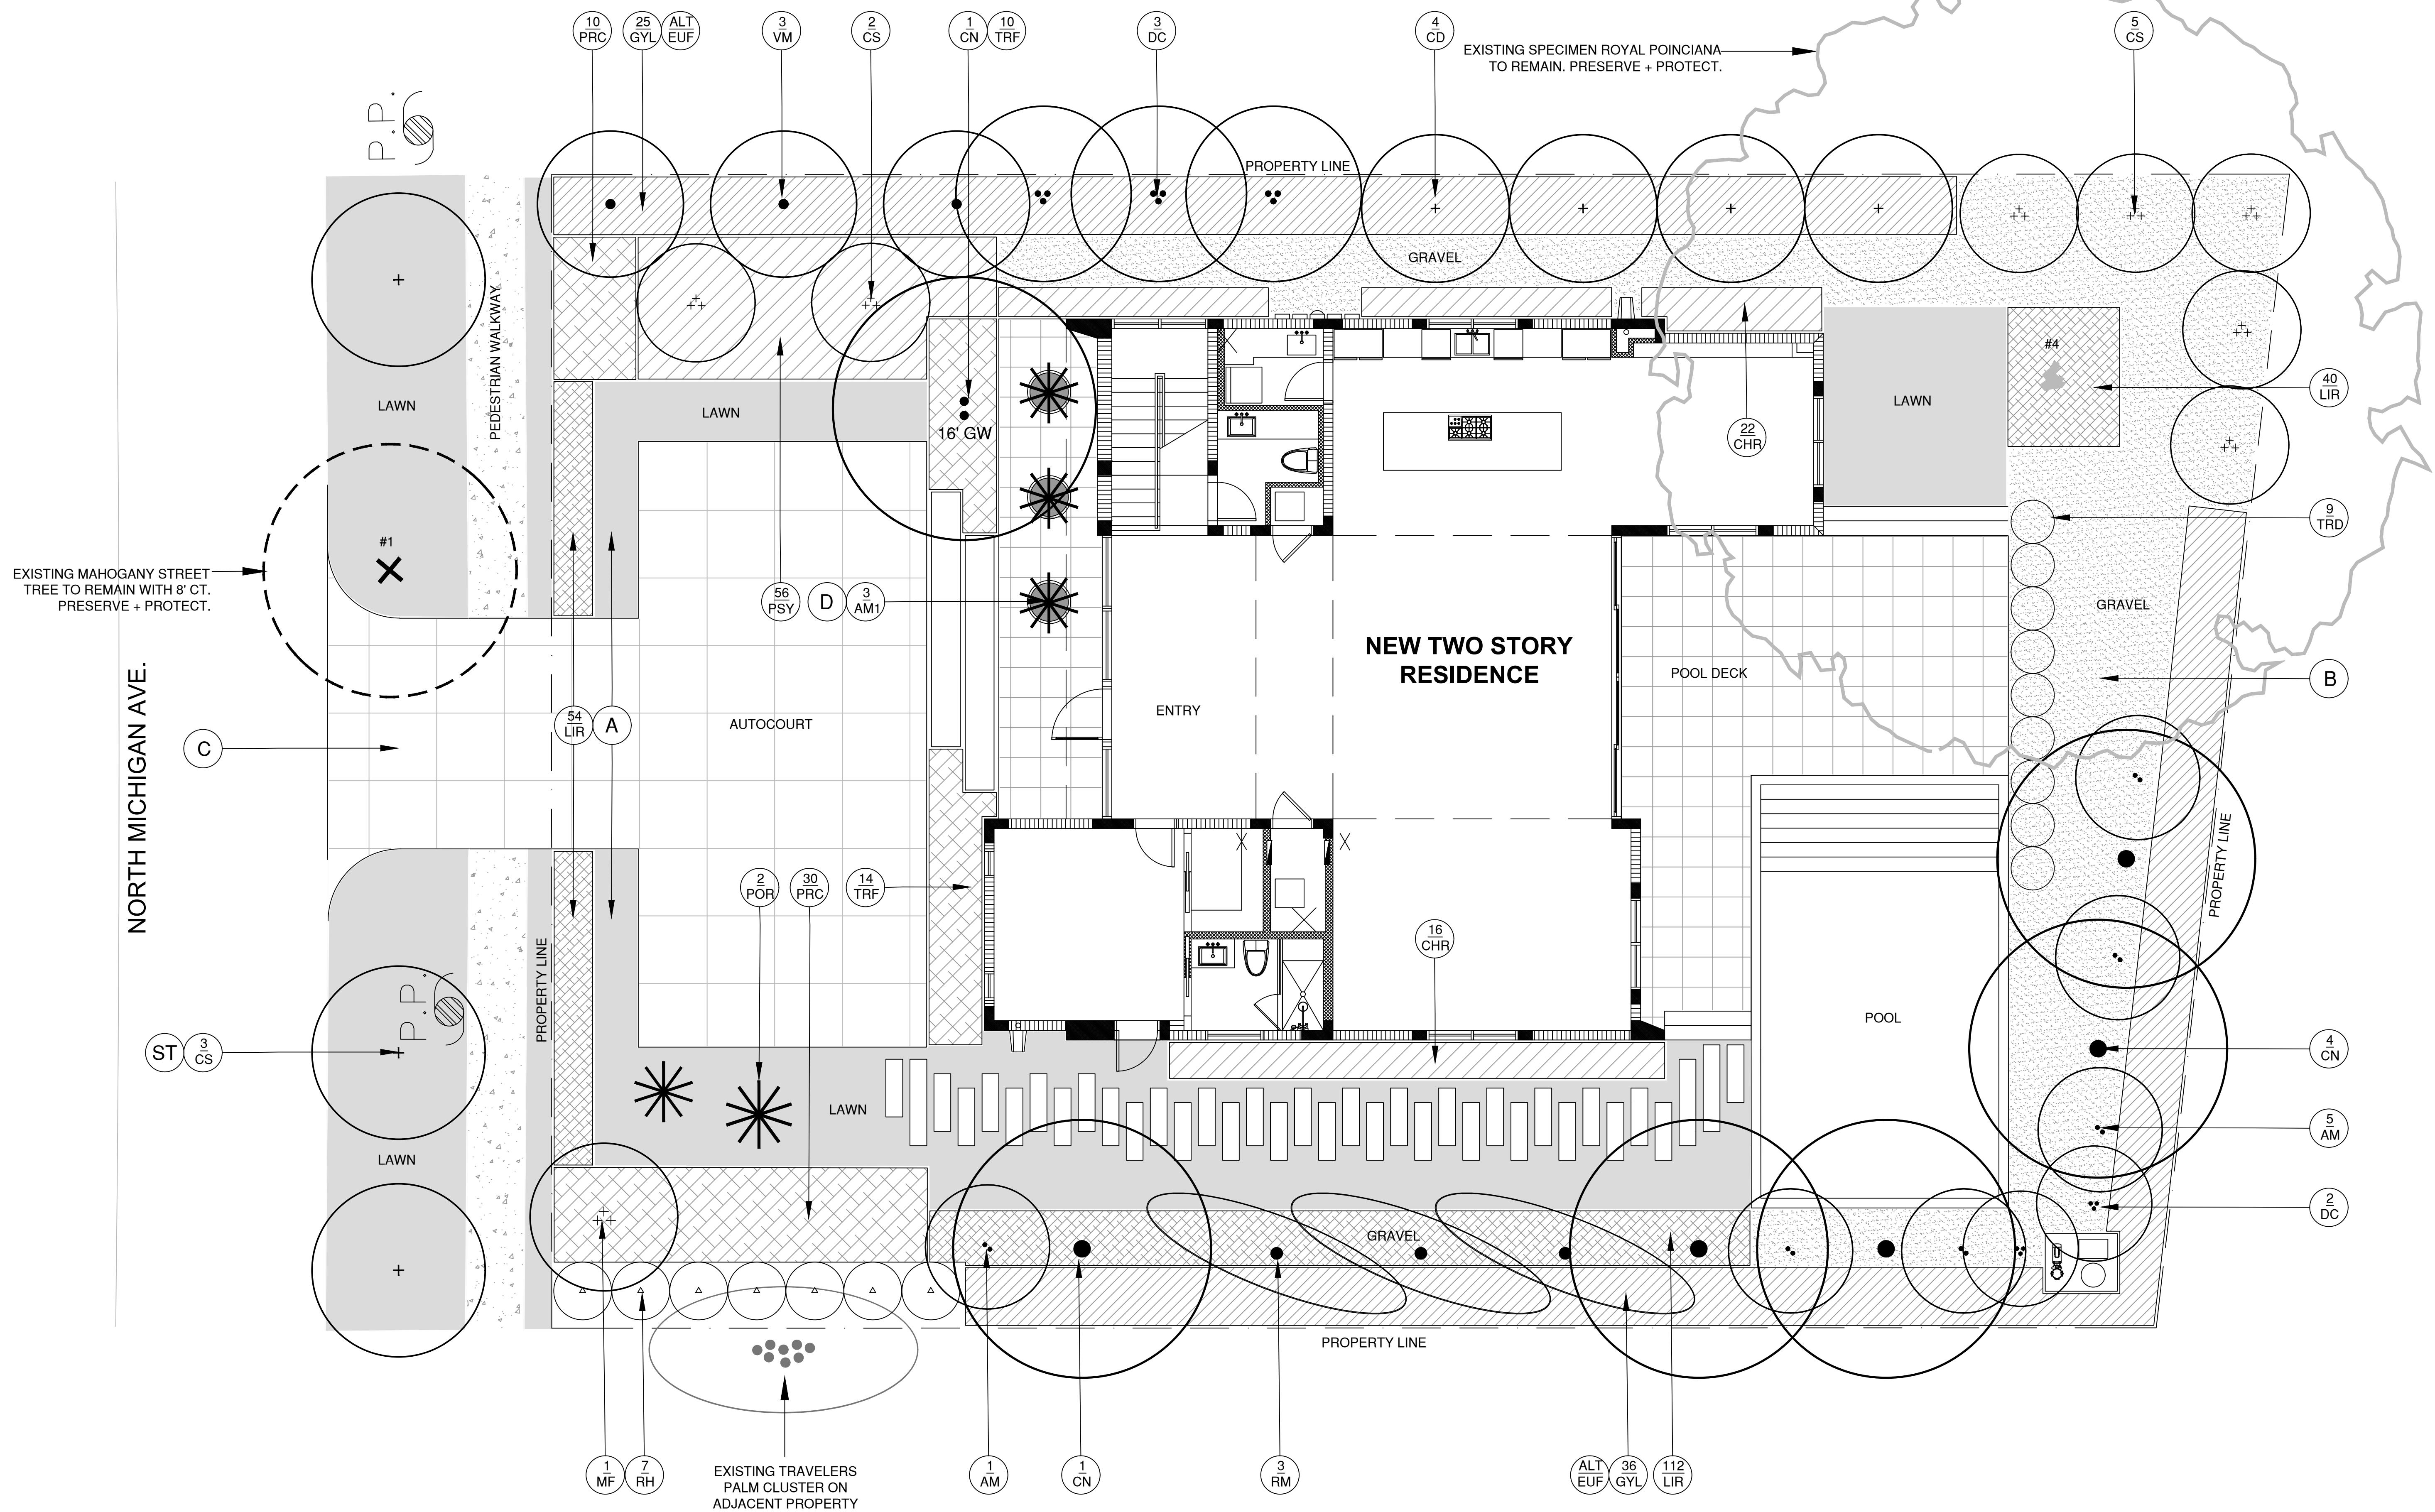 10
PRC
25
GYL
ALT
EUF
3
VM
2
CS
1
CN
10
TRF
3
DC
4
CD
EXISTING SPECIMEN ROYAL POINCIANA
TO REMAIN. PRESERVE + PROTECT.
5
CS
P.P.
PROPERTY LINE
GRAVEL
PEDESTRIAN WALKWAY
LAWN
LAWN
16' GW
#4
40
LIR
LAWN
22
CHR
9
TRD
#1
EXISTING MAHOGANY STREET
TREE TO REMAIN WITH 8' CT.
PRESERVE + PROTECT.
56
PSY
D
3
AM1
GRAVEL
NEW TWO STORY
RESIDENCE
POOL DECK
B
NORTH MICHIGAN AVE.
C
54
LIR
A
AUTOCOURT
ENTRY
PROPERTY LINE
2
POR
30
PRC
14
TRF
16
CHR
PROPERTY LINE
P.P.
POOL
ST
3
CS
4
CN
LAWN
5
AM
LAWN
2
DC
GRAVEL
PROPERTY LINE
1
MF
7
RH
EXISTING TRAVELERS
PALM CLUSTER ON
ADJACENT PROPERTY
1
AM
1
CN
3
RM
ALT
EUF
36
GYL
112
LIR